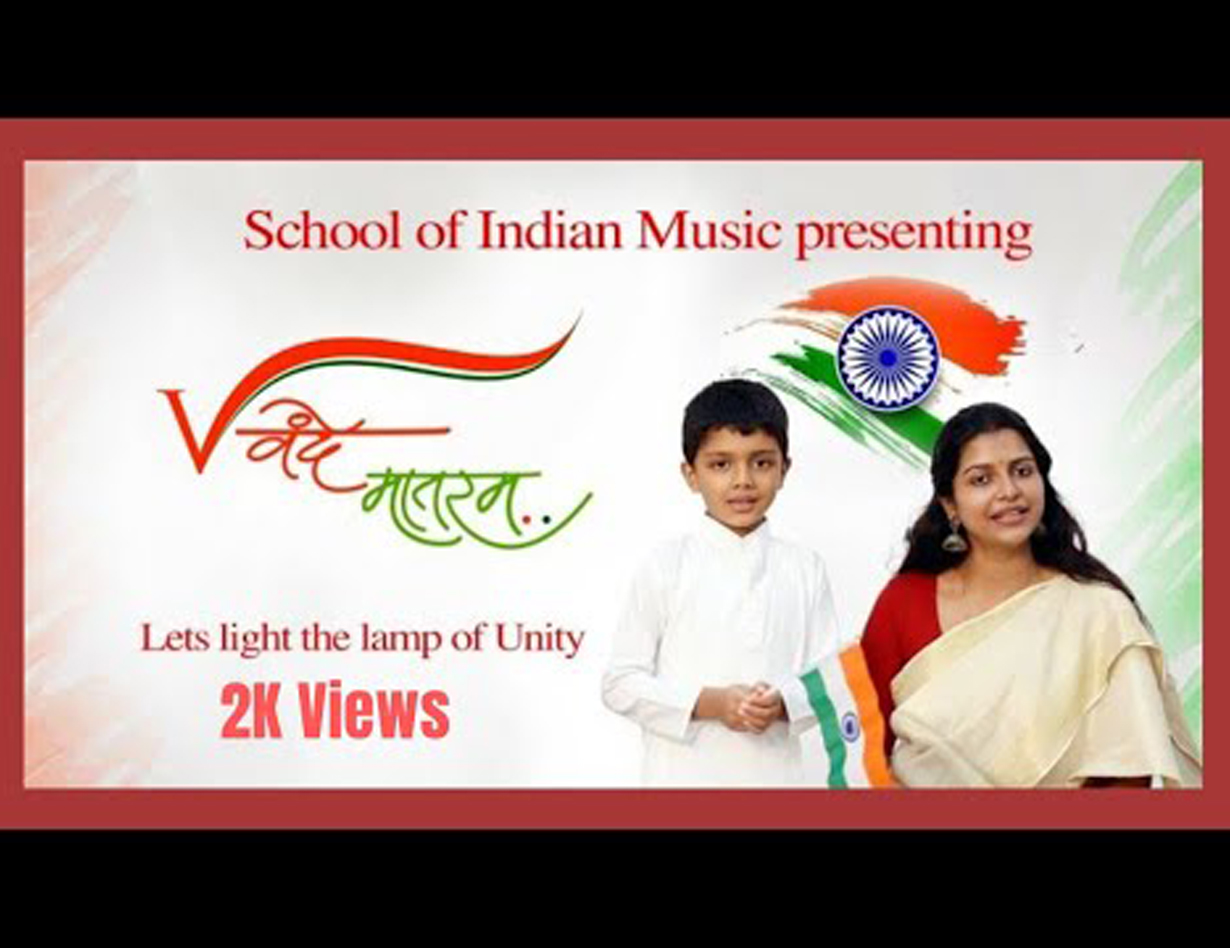 School of Indian Music presenting
V वंदे
मातरम..
Lets light the lamp of Unity
2K Views